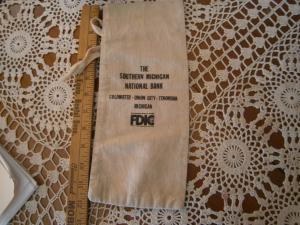 THE
SOUTHERN MICHIGAN
NATIONAL BANK
COLDWATER - UNION CITY - TEKONSHA
MICHIGAN
FDIC